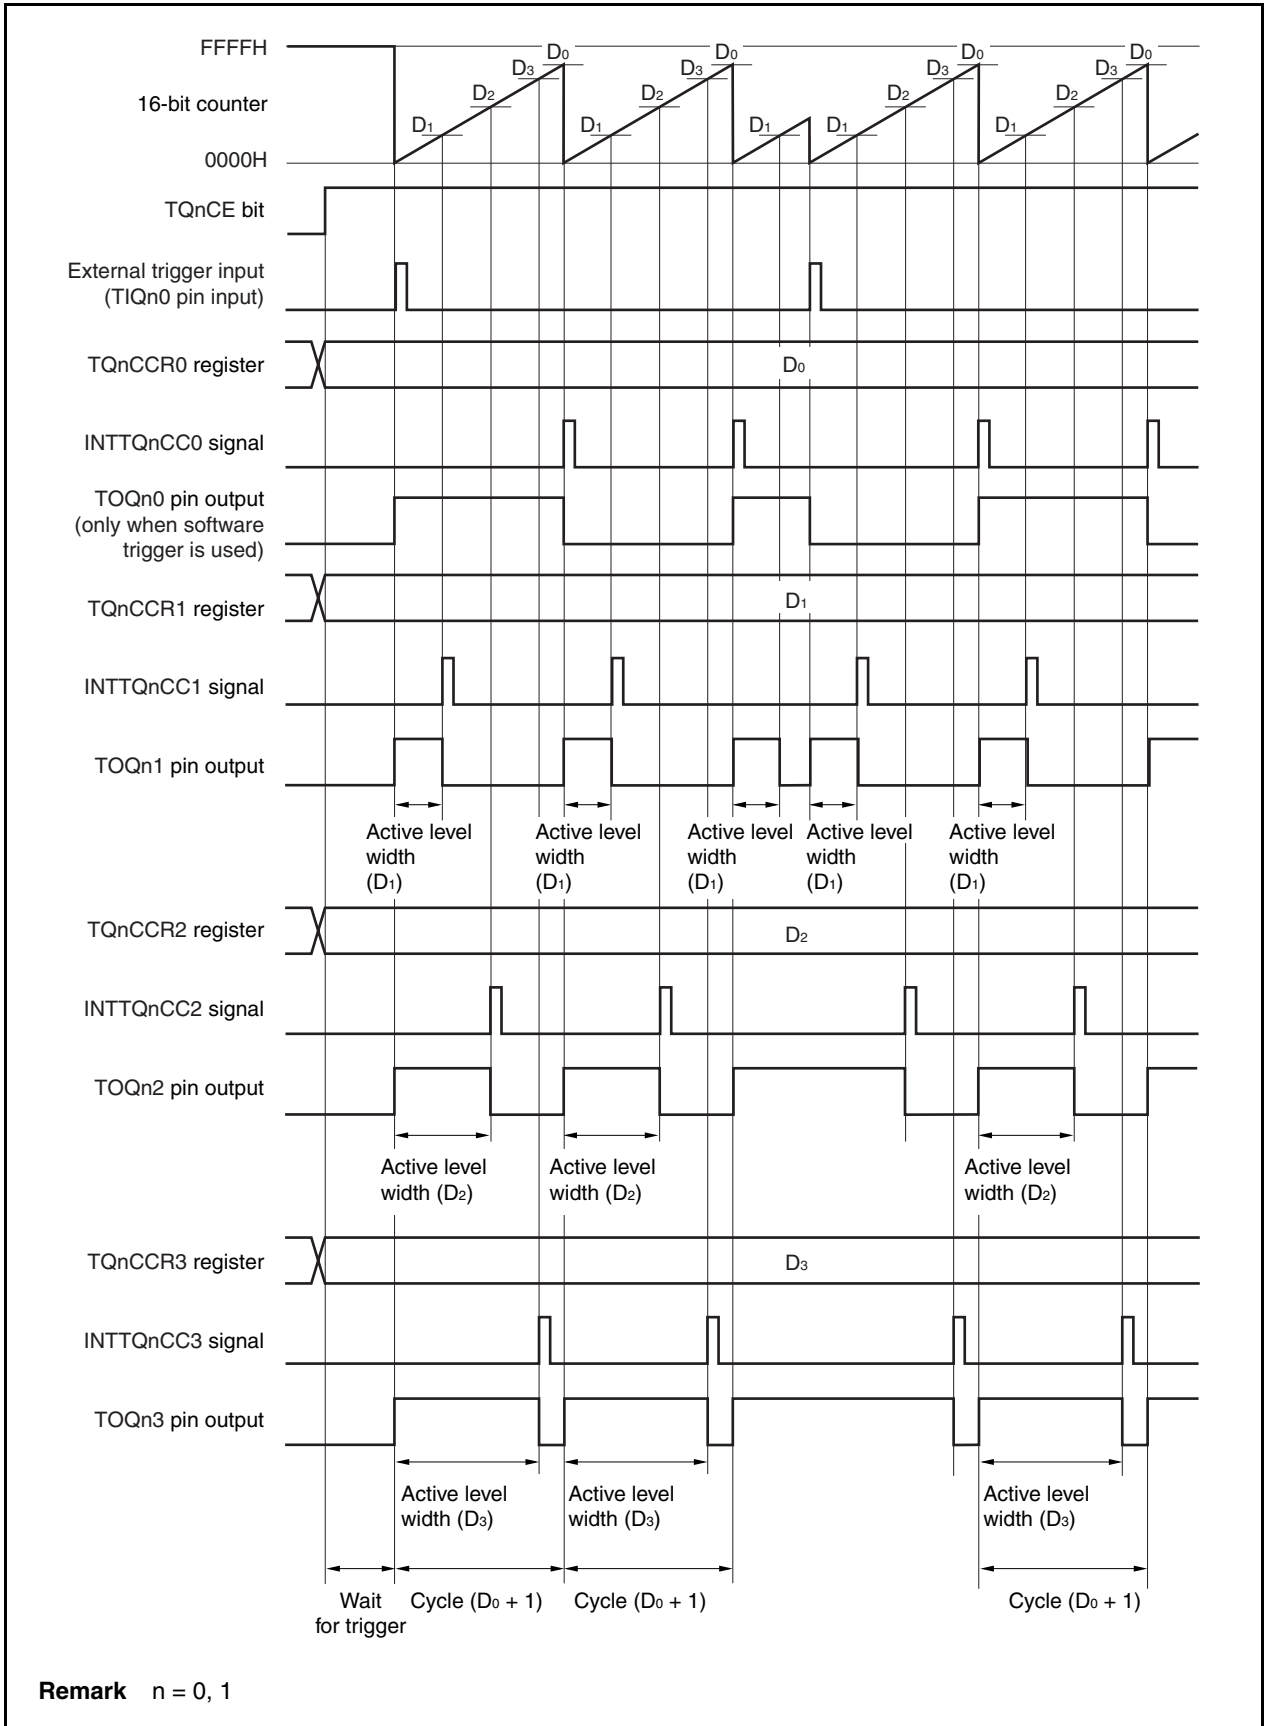 FFFFH
D0 D0 D0 D0
D3 D3 D3 D3
D2 D2 D2 D2
16-bit counter
D1 D1 D1 D1 D1
0000H
TQnCE bit
External trigger input
(TIQn0 pin input)
TQnCCR0 register D0
INTTQnCC0 signal
TOQn0 pin output
(only when software
trigger is used)
TQnCCR1 register D1
INTTQnCC1 signal
TOQn1 pin output
Active level Active level Active level Active level Active level
width width width width width
(D1) (D1) (D1) (D1) (D1)
TQnCCR2 register D2
INTTQnCC2 signal
TOQn2 pin output
Active level Active level Active level
width (D2) width (D2) width (D2)
TQnCCR3 register D3
INTTQnCC3 signal
TOQn3 pin output
Active level Active level Active level
width (D3) width (D3) width (D3)
Wait Cycle (D0 + 1) Cycle (D0 + 1) Cycle (D0 + 1)
for trigger
Remark n = 0, 1